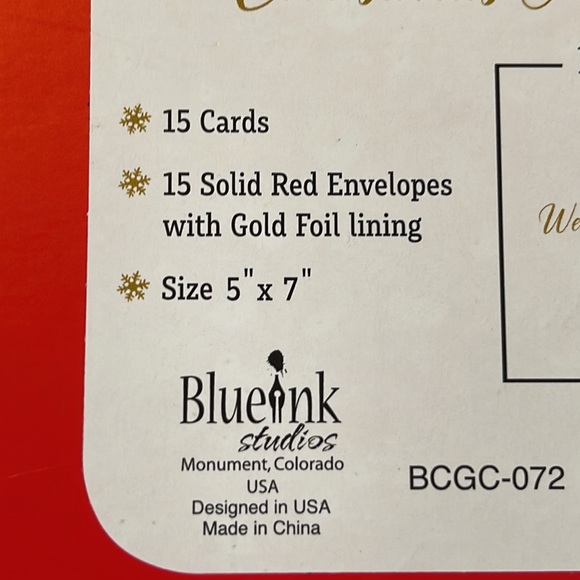 15 Cards
15 Solid Red Envelopes
with Gold Foil lining
Size 5"x 7"
We
BlueInk
studios
Monument, Colorado
USA
Designed in USA
Made in China
BCGC-072